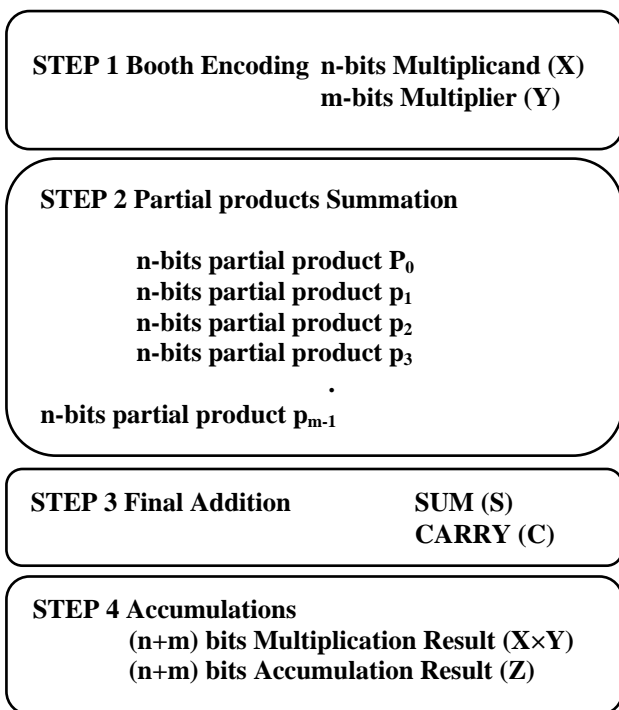 STEP 1 Booth Encoding n-bits Multiplicand (X)
m-bits Multiplier (Y)
STEP 2 Partial products Summation
n-bits partial product P₀
n-bits partial product p₁
n-bits partial product p₂
n-bits partial product p₃
.
n-bits partial product pₘ₋₁
STEP 3 Final Addition SUM (S)
CARRY (C)
STEP 4 Accumulations
(n+m) bits Multiplication Result (X×Y)
(n+m) bits Accumulation Result (Z)